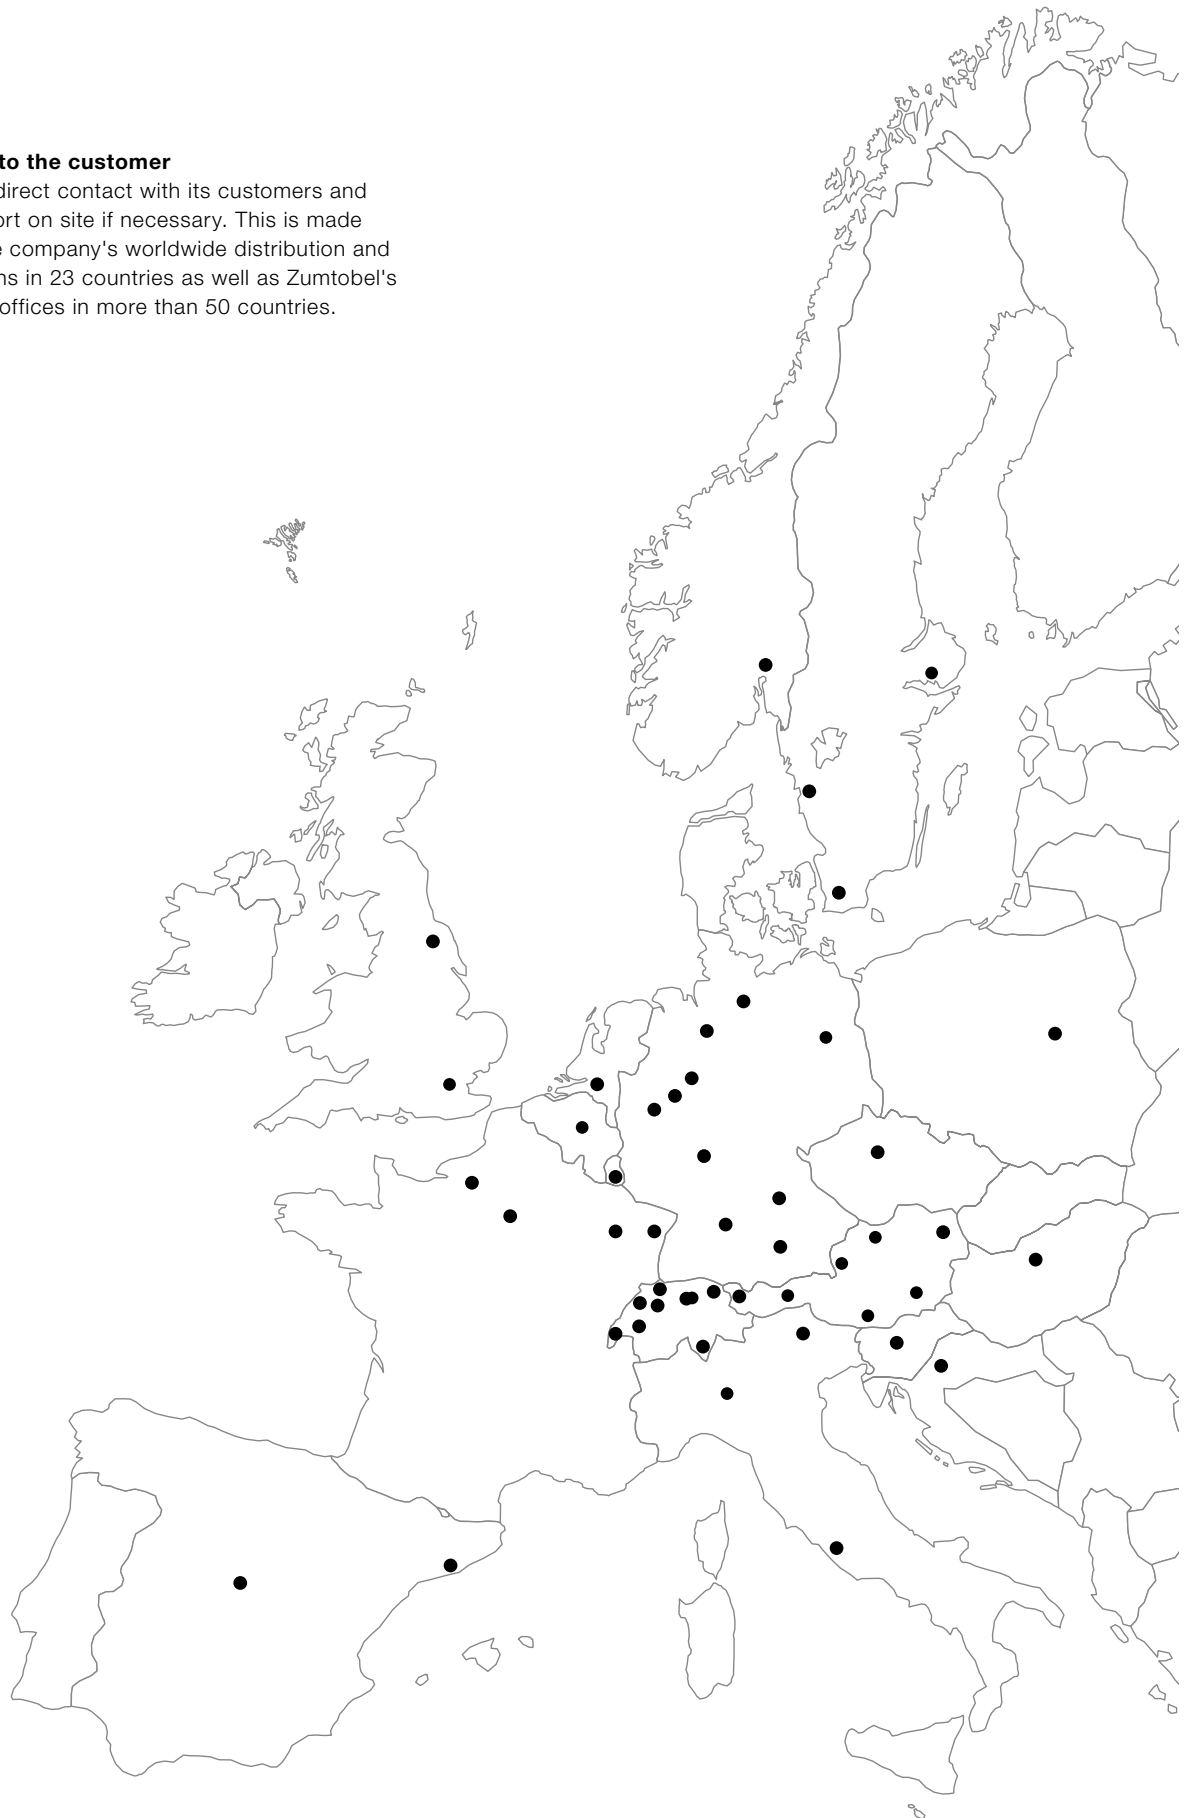 to the customer
direct contact with its customers and
ort on site if necessary. This is made
e company's worldwide distribution and
ns in 23 countries as well as Zumtobel's
offices in more than 50 countries.